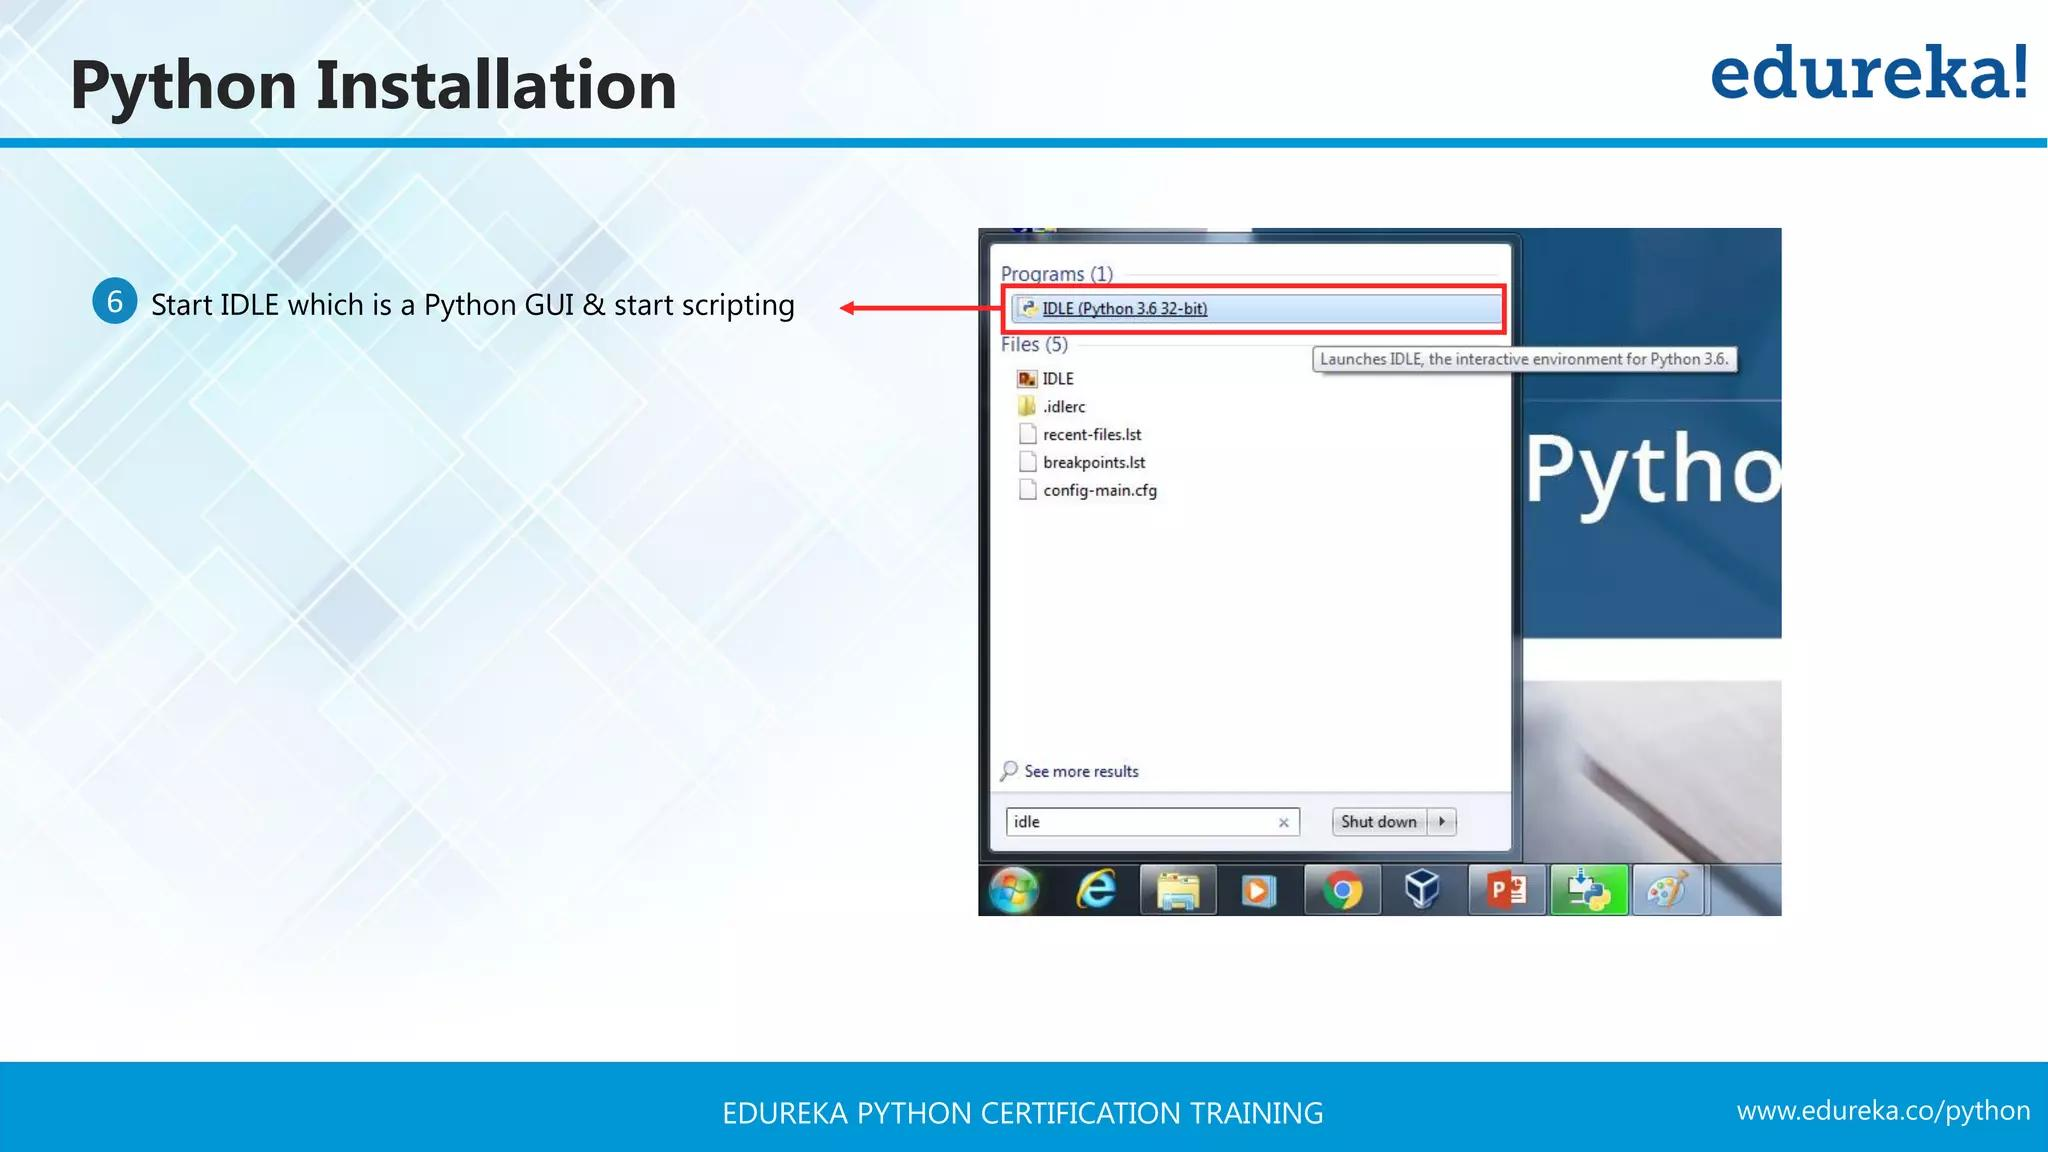 Python Installation
edureka!
6 Start IDLE which is a Python GUI & start scripting
Programs (1)
IDLE (Python 3.6 32-bit)
Files (5)
Launches IDLE, the interactive environment for Python 3.6.
IDLE
.idlerc
recent-files.lst
breakpoints.lst
config-main.cfg
Pytho
See more results
idle
Shut down
EDUREKA PYTHON CERTIFICATION TRAINING
www.edureka.co/python